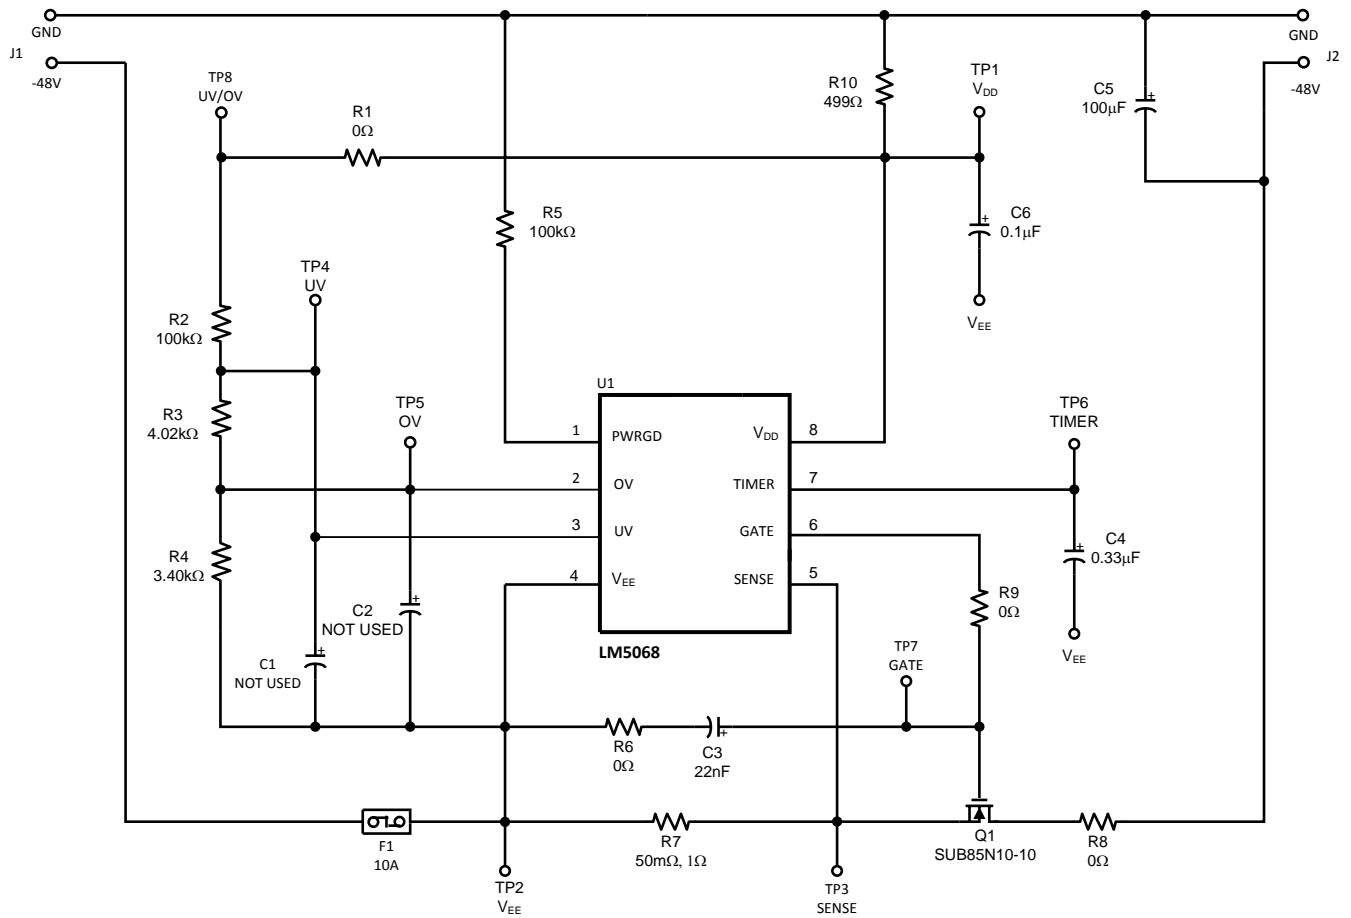 GND
J1
-48V
TP8
UV/OV
R1
0Ω
R10
499Ω
TP1
VDD
C5
+
100μF
GND
J2
-48V
R5
100kΩ
+
C6
0.1μF
VEE
TP4
UV
R2
100kΩ
R3
4.02kΩ
TP5
OV
U1
TP6
TIMER
1
PWRGD
VDD
8
2
OV
TIMER
7
3
UV
GATE
6
4
VEE
SENSE
5
LM5068
R4
3.40kΩ
C2
+
NOT USED
C1
+
NOT USED
R9
0Ω
+
C4
0.33μF
VEE
TP7
GATE
R6
0Ω
+
C3
22nF
F1
10A
R7
50mΩ, 1Ω
Q1
SUB85N10-10
R8
0Ω
TP2
VEE
TP3
SENSE